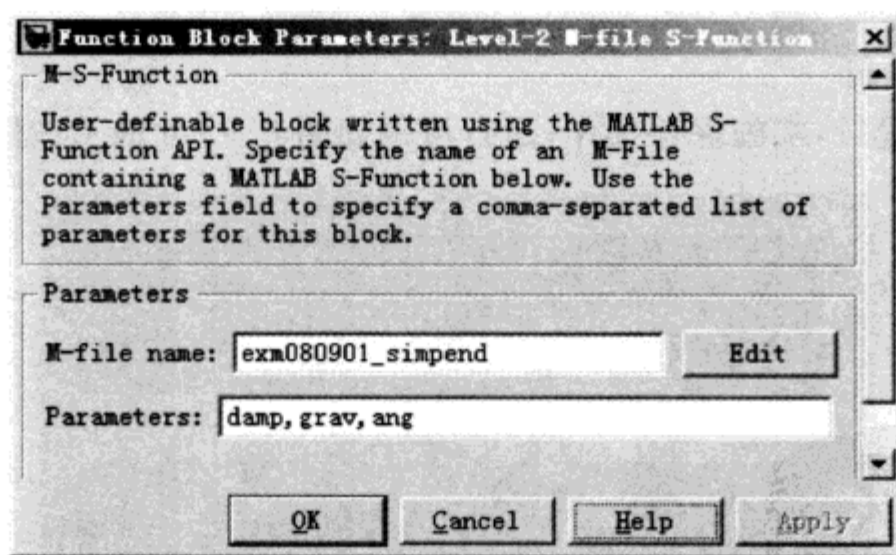 Function Block Parameters: Level-2 M-file S-Function
M-S-Function
User-definable block written using the MATLAB S-
Function API. Specify the name of an M-File
containing a MATLAB S-Function below. Use the
Parameters field to specify a comma-separated list of
parameters for this block.
Parameters
M-file name: exm080901_simpend Edit
Parameters: damp,grav,ang
OK Cancel Help Apply